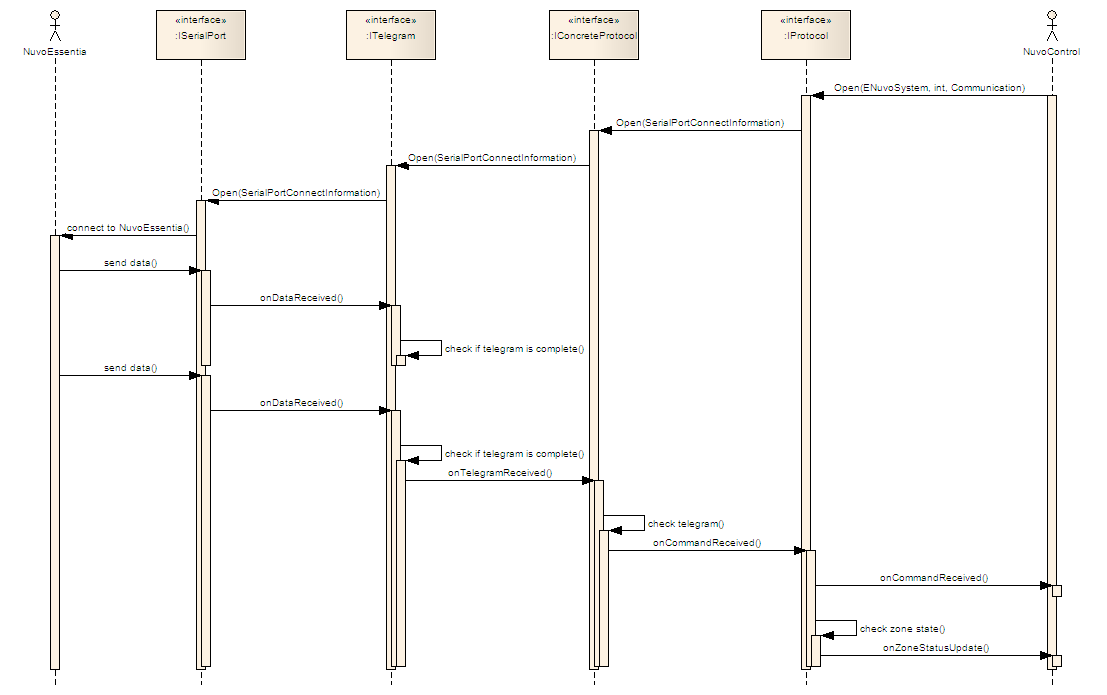 «interface»
:ISerialPort
«interface»
:ITelegram
«interface»
:IConcreteProtocol
«interface»
:IProtocol
NuvoEssentia
NuvoControl
Open(ENuvoSystem, int, Communication)
Open(SerialPortConnectInformation)
Open(SerialPortConnectInformation)
Open(SerialPortConnectInformation)
connect to NuvoEssentia()
send data()
onDataReceived()
check if telegram is complete()
send data()
onDataReceived()
check if telegram is complete()
onTelegramReceived()
check telegram()
onCommandReceived()
onCommandReceived()
check zone state()
onZoneStatusUpdate()